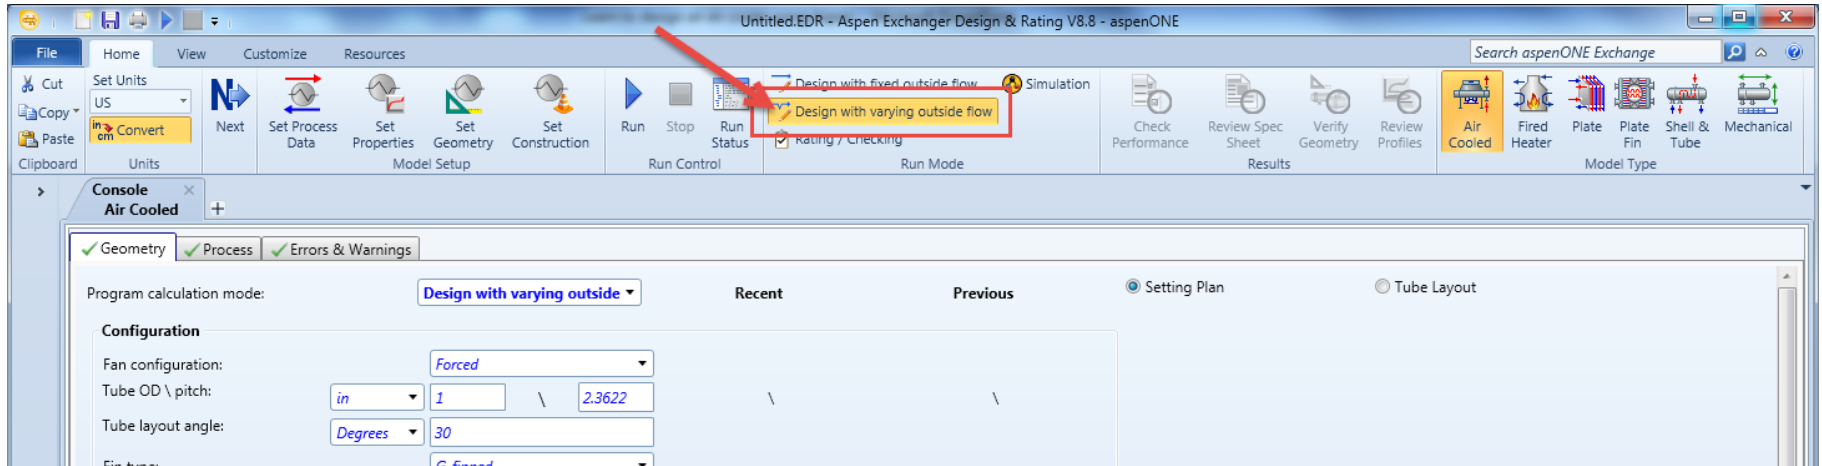 Untitled.EDR - Aspen Exchanger Design & Rating V8.8 - aspenONE
File Home View Customize Resources Search aspenONE Exchange
Cut
Copy
Paste
Clipboard
Set Units
US
in cm Convert
Units
Next
Set Process Data
Set Properties
Set Geometry
Set Construction
Model Setup
Run
Stop
Run Status
Run Control
Design with fixed outside flow
Design with varying outside flow
Rating / Checking
Simulation
Run Mode
Check Performance
Review Spec Sheet
Verify Geometry
Review Profiles
Results
Air Cooled
Fired Heater
Plate
Plate Fin
Shell & Tube
Mechanical
Model Type
Console
Air Cooled
Geometry Process Errors & Warnings
Program calculation mode: Design with varying outside Recent Previous Setting Plan Tube Layout
Configuration
Fan configuration: Forced
Tube OD \ pitch: in 1 \ 2.3622 \ \
Tube layout angle: Degrees 30
Fin type: G-finned